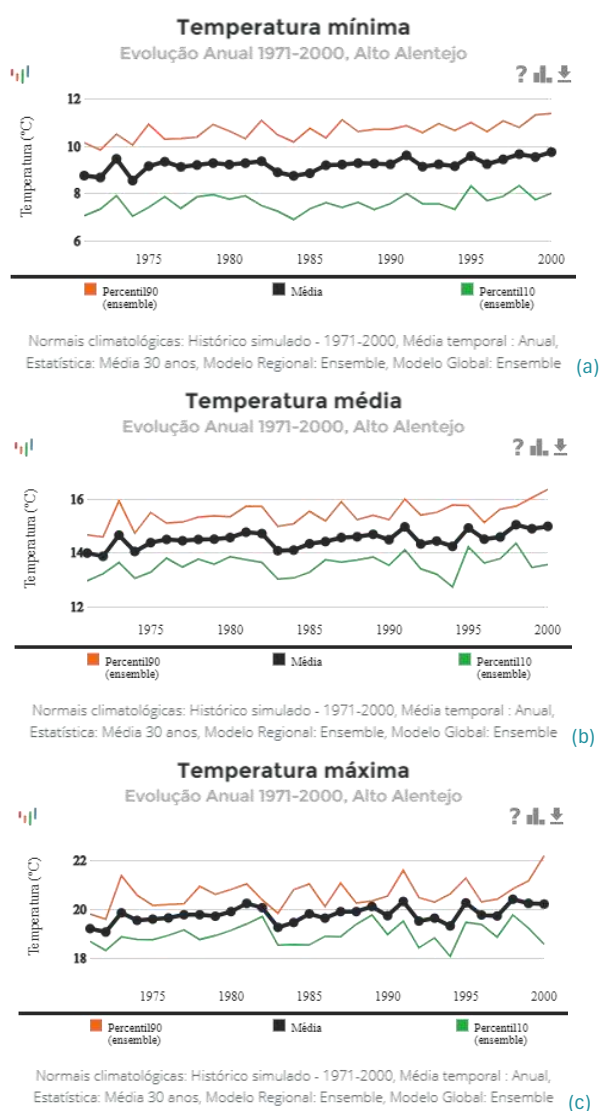 Temperatura mínima
Evolução Anual 1971-2000, Alto Alentejo
?
Temperatura (°C)
12
10
8
6
1975
1980
1985
1990
1995
2000
Percentil90
(ensemble)
Média
Percentil10
(ensemble)
Normais climatológicas: Histórico simulado - 1971-2000, Média temporal : Anual,
Estatística: Média 30 anos, Modelo Regional: Ensemble, Modelo Global: Ensemble (a)
Temperatura média
Evolução Anual 1971-2000, Alto Alentejo
?
Temperatura (°C)
16
14
12
1975
1980
1985
1990
1995
2000
Percentil90
(ensemble)
Média
Percentil10
(ensemble)
Normais climatológicas: Histórico simulado - 1971-2000, Média temporal : Anual,
Estatística: Média 30 anos, Modelo Regional: Ensemble, Modelo Global: Ensemble (b)
Temperatura máxima
Evolução Anual 1971-2000, Alto Alentejo
?
Temperatura (°C)
22
20
18
1975
1980
1985
1990
1995
2000
Percentil90
(ensemble)
Média
Percentil10
(ensemble)
Normais climatológicas: Histórico simulado - 1971-2000, Média temporal : Anual,
Estatística: Média 30 anos, Modelo Regional: Ensemble, Modelo Global: Ensemble (c)